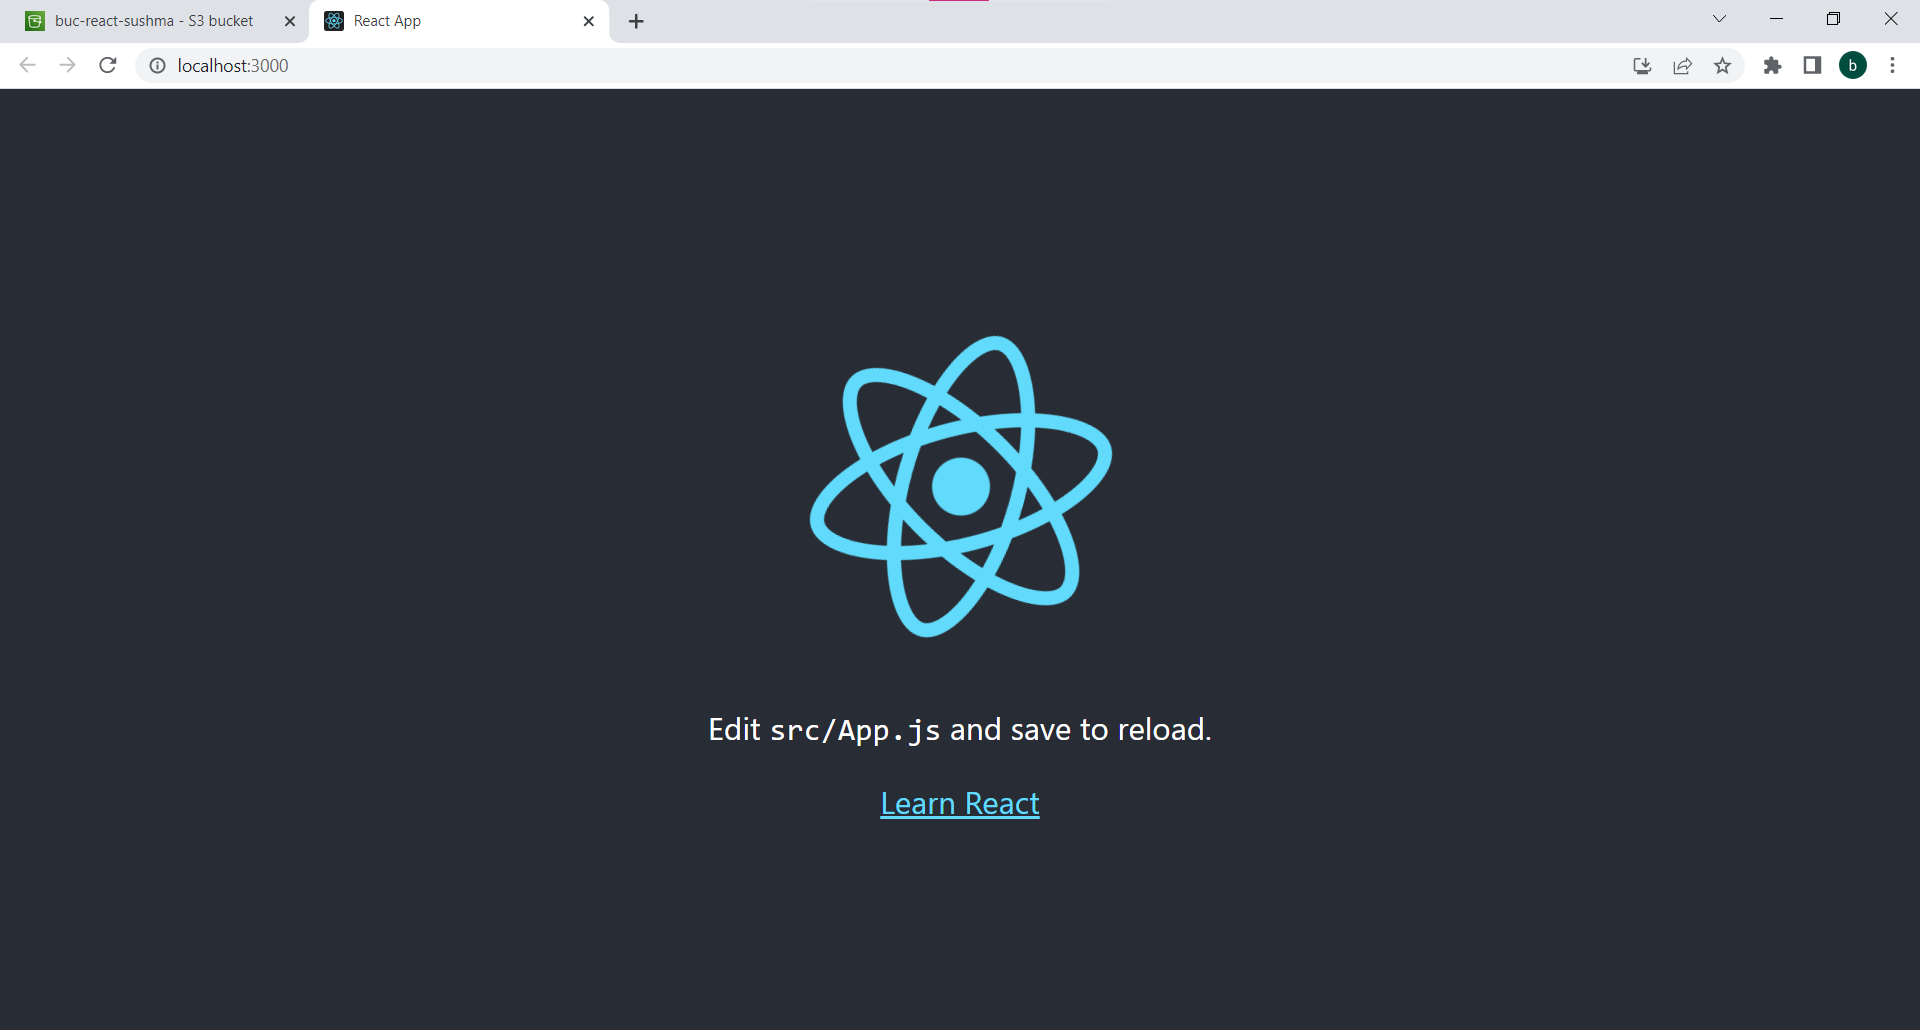 buc-react-sushma - S3 bucket
React App
localhost:3000
b
Edit src/App.js and save to reload.
Learn React